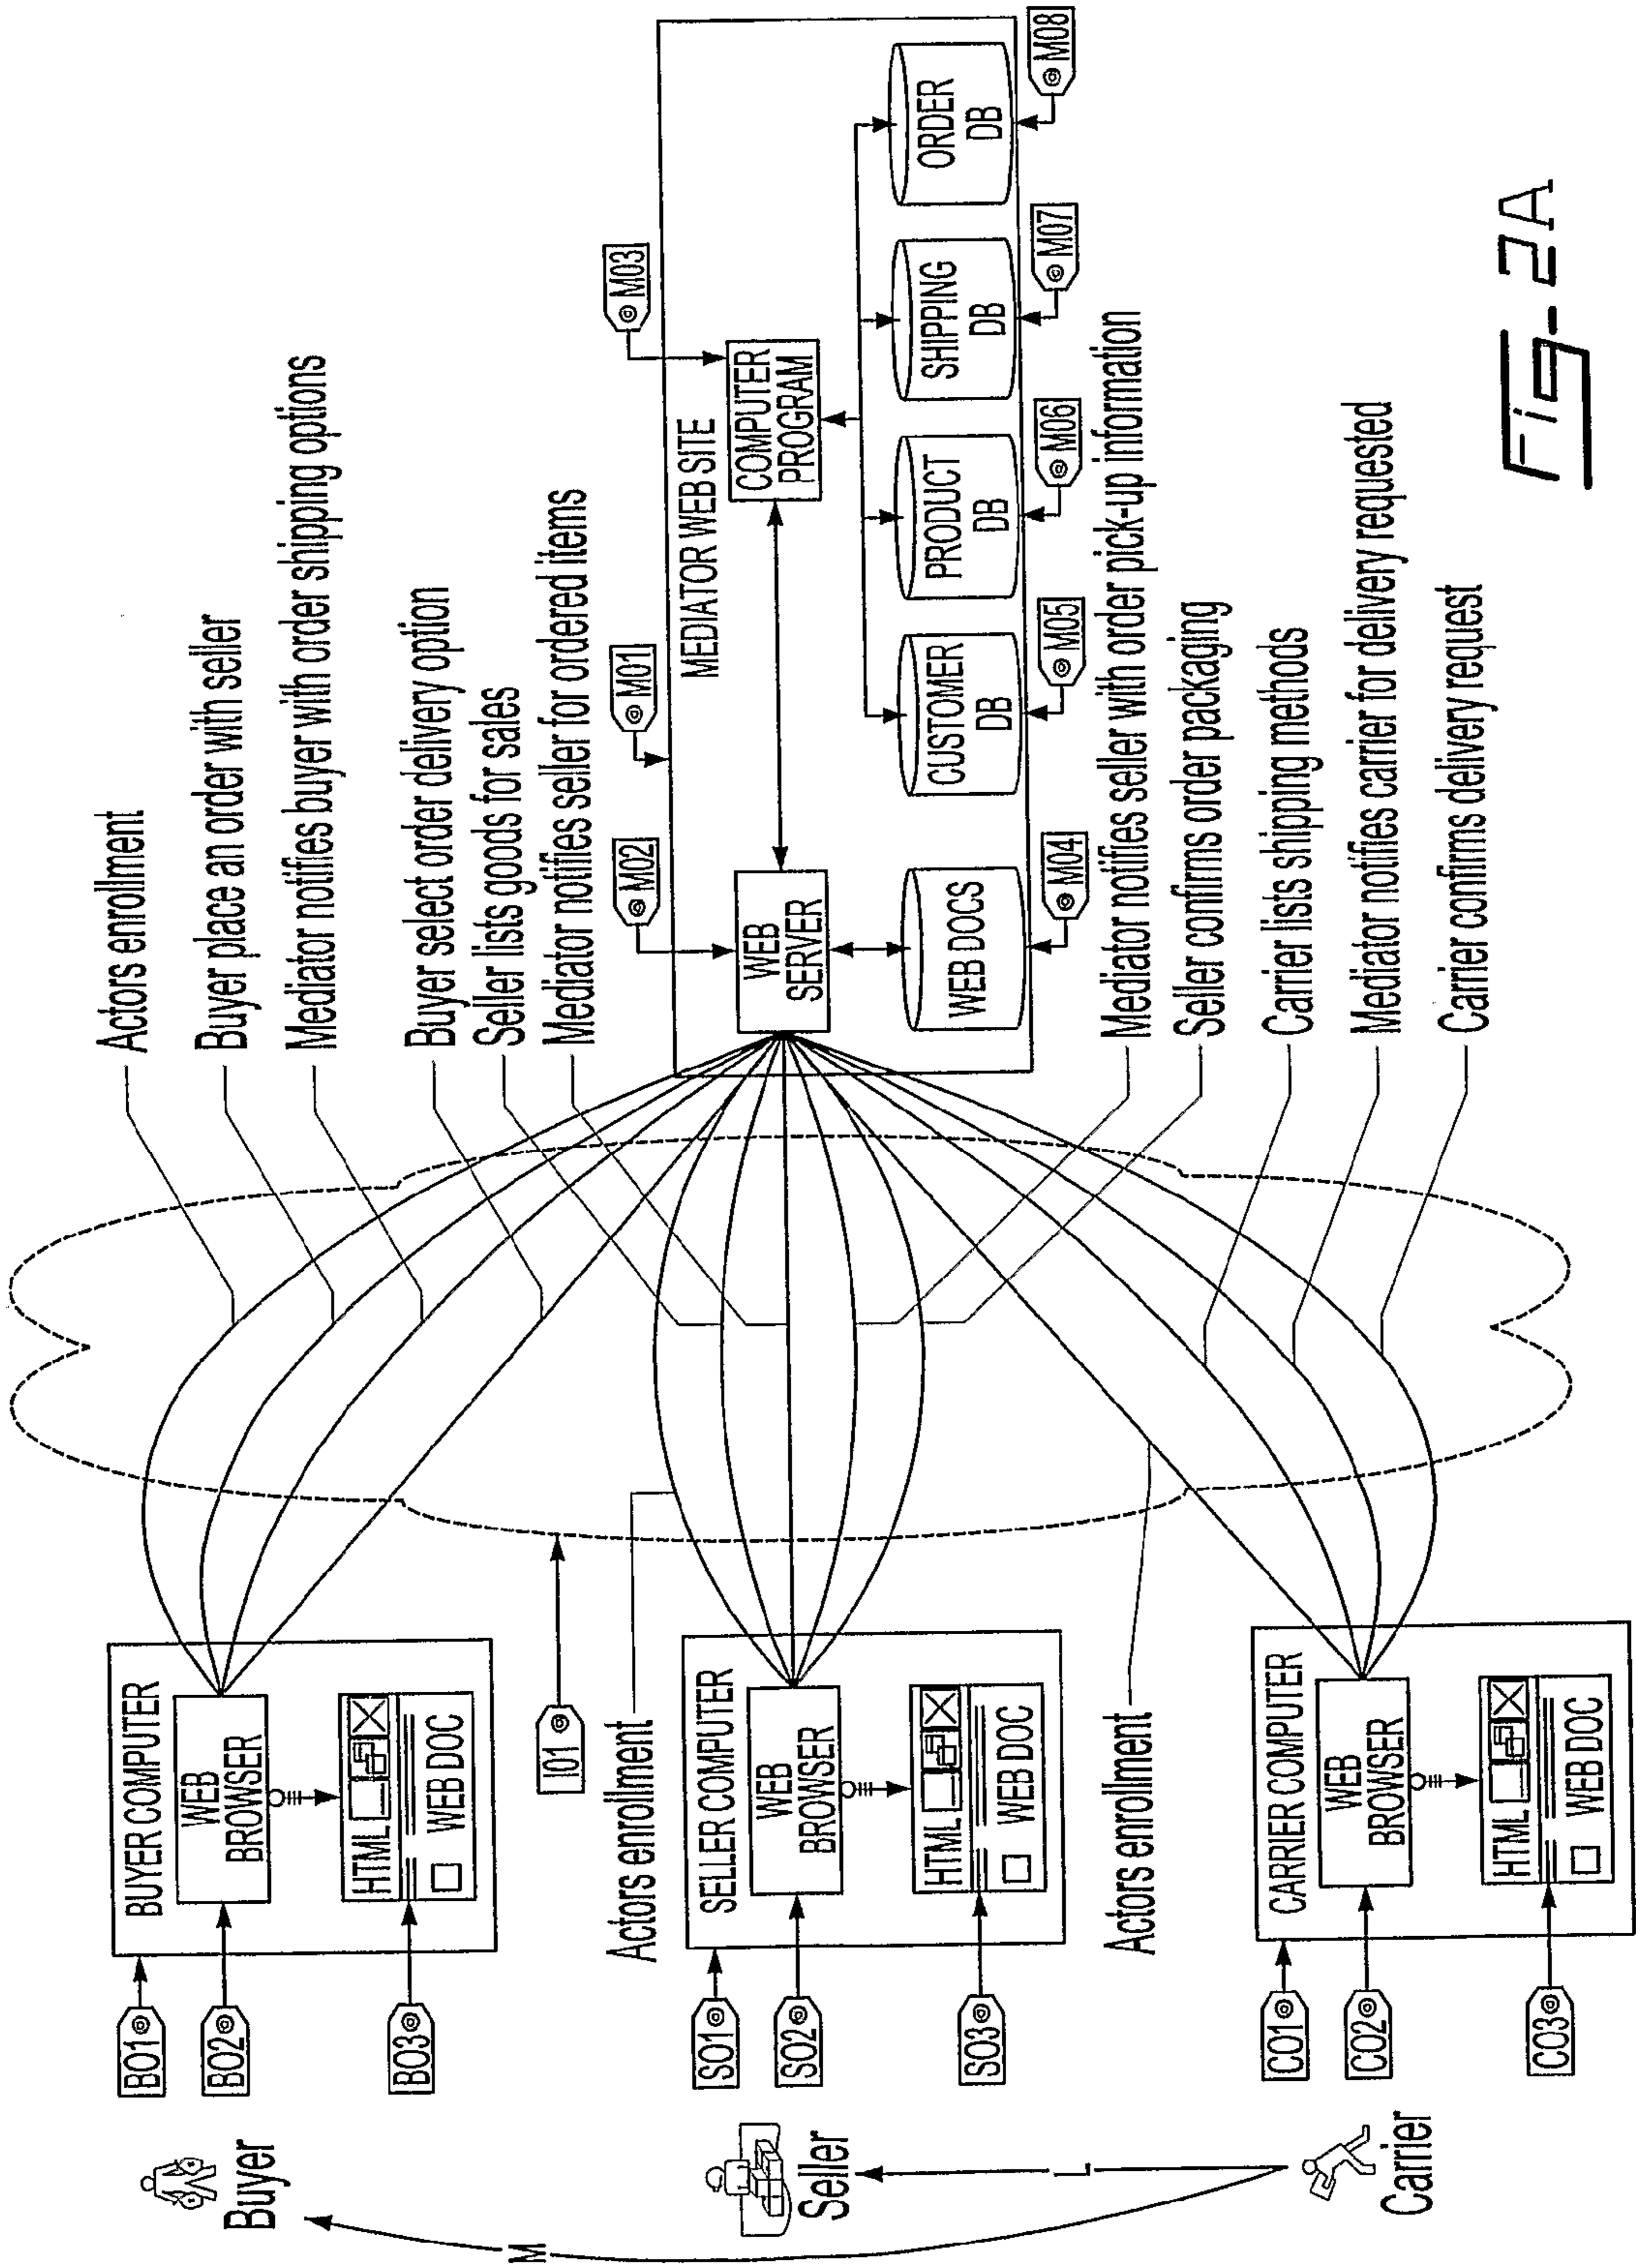 Actors enrollment
Buyer place an order with seller
Mediator notifies buyer with order shipping options
Buyer select order delivery option
Seller lists goods for sales
Mediator notifies seller for ordered items
BUYER COMPUTER
WEB
BROWSER
HTML
WEB DOC
BO1
BO2
BO3
Buyer
M
I01
Actors enrollment
SELLER COMPUTER
WEB
BROWSER
HTML
WEB DOC
SO1
SO2
SO3
Seller
L
Actors enrollment
CARRIER COMPUTER
WEB
BROWSER
HTML
WEB DOC
CO1
CO2
CO3
Carrier
M02
M01
M03
MEDIATOR WEB SITE
WEB
SERVER
COMPUTER
PROGRAM
WEB DOCS
CUSTOMER
DB
PRODUCT
DB
SHIPPING
DB
ORDER
DB
M04
M05
M06
M07
M08
Mediator notifies seller with order pick-up information
Seller confirms order packaging
Carrier lists shipping methods
Mediator notifies carrier for delivery requested
Carrier confirms delivery request
Fig-2A